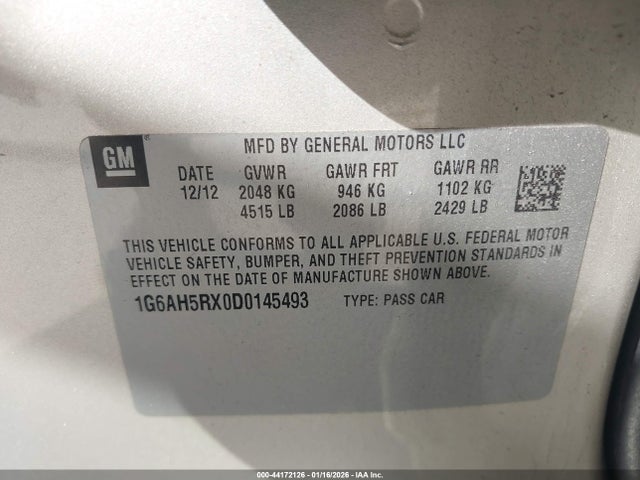 GM
MFD BY GENERAL MOTORS LLC
DATE GVWR GAWR FRT GAWR RR
12/12 2048 KG 946 KG 1102 KG
4515 LB 2086 LB 2429 LB
THIS VEHICLE CONFORMS TO ALL APPLICABLE U.S. FEDERAL MOTOR
VEHICLE SAFETY, BUMPER, AND THEFT PREVENTION STANDARDS IN
EFFECT ON THE DATE OF MANUFACTURE SHOWN ABOVE.
1G6AH5RX0D0145493 TYPE: PASS CAR
000-44172126 - 01/16/2026 - IAA Inc.